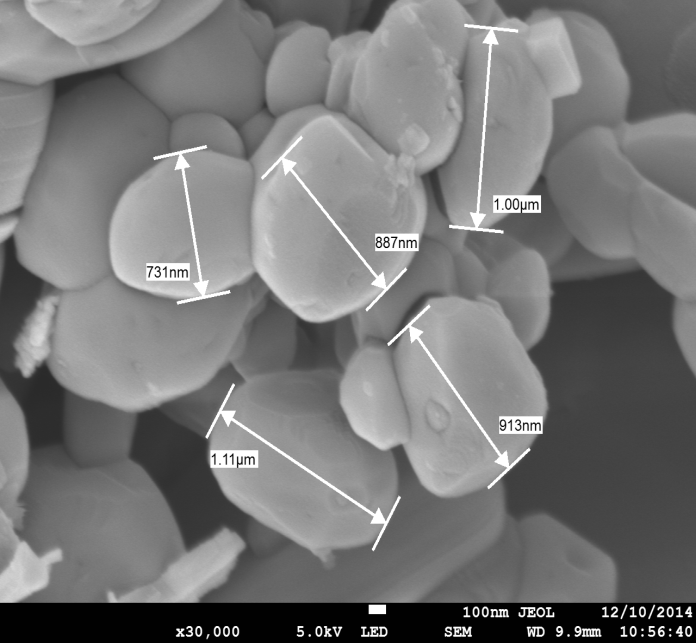 1.00µm
887nm
731nm
913nm
1.11µm
100nm JEOL 12/10/2014
x30,000 5.0kV LED SEM WD 9.9mm 10:56:40